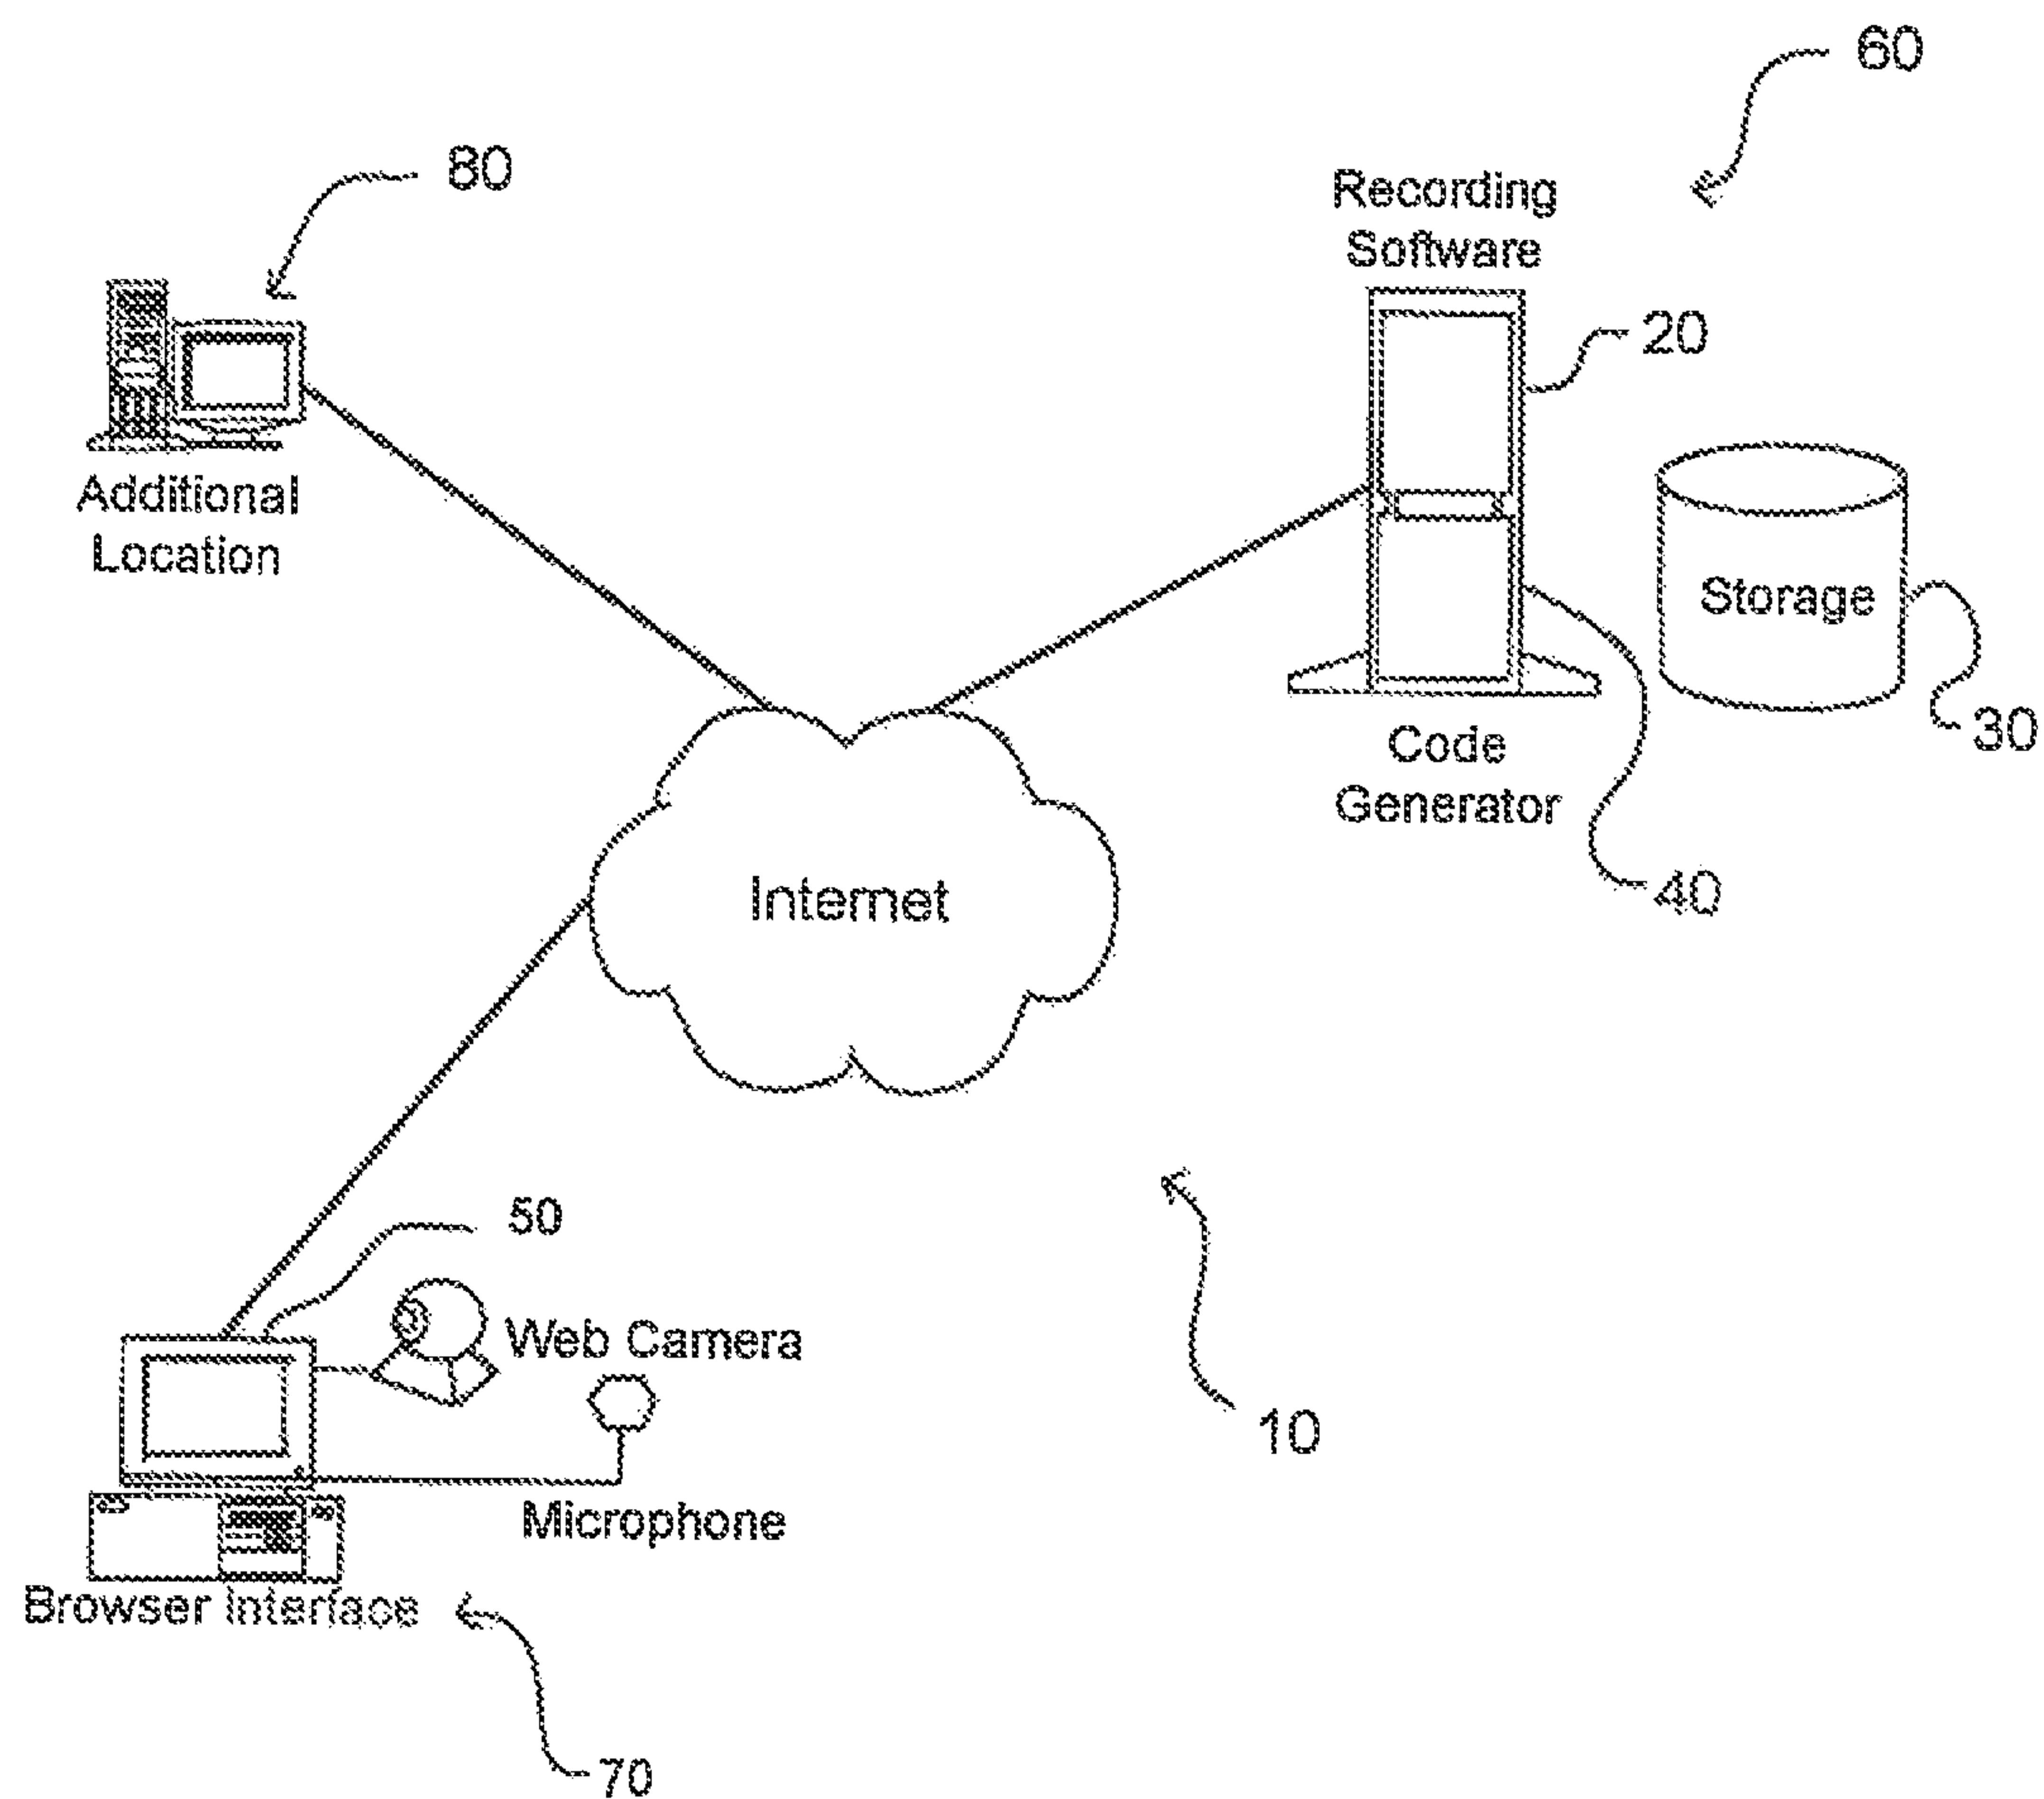 60
80
Recording
Software
20
Additional
Location
Storage
30
Code
Generator
40
Internet
50
Web Camera
10
Microphone
Browser Interface
70